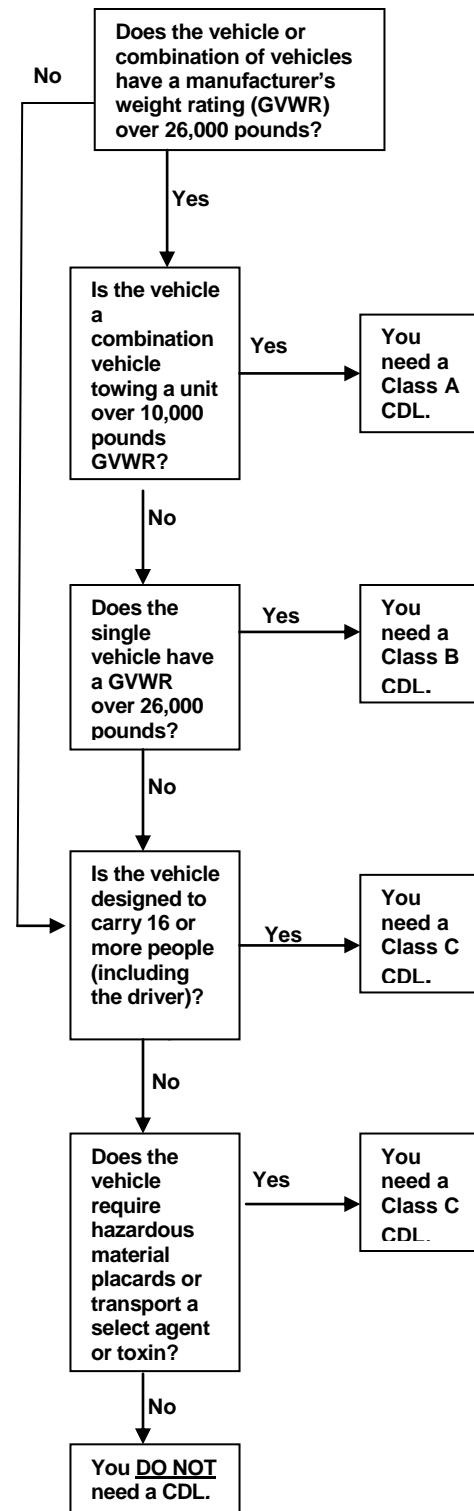 Does the vehicle or
combination of vehicles
have a manufacturer's
weight rating (GVWR)
over 26,000 pounds?
No
Yes
Is the vehicle
a
combination
vehicle
towing a unit
over 10,000
pounds
GVWR?
Yes
You
need a
Class A
CDL.
No
Does the
single
vehicle have
a GVWR
over 26,000
pounds?
Yes
You
need a
Class B
CDL.
No
Is the vehicle
designed to
carry 16 or
more people
(including
the driver)?
Yes
You
need a
Class C
CDL.
No
Does the
vehicle
require
hazardous
material
placards or
transport a
select agent
or toxin?
Yes
You
need a
Class C
CDL.
No
You DO NOT
need a CDL.